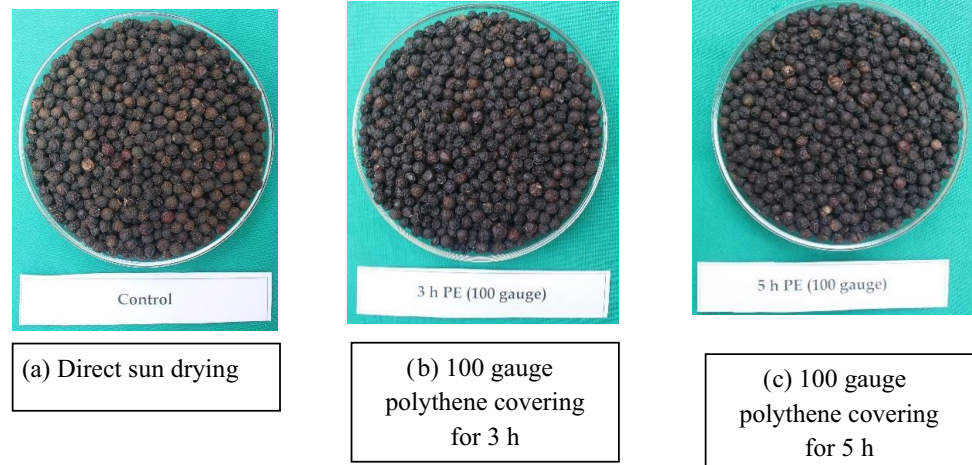 Control
3 h PE (100 gauge)
5 h PE (100 gauge)
(a) Direct sun drying
(b) 100 gauge
polythene covering
for 3 h
(c) 100 gauge
polythene covering
for 5 h